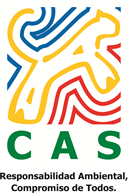 CAS
Responsabilidad Ambiental,
Compromiso de Todos.